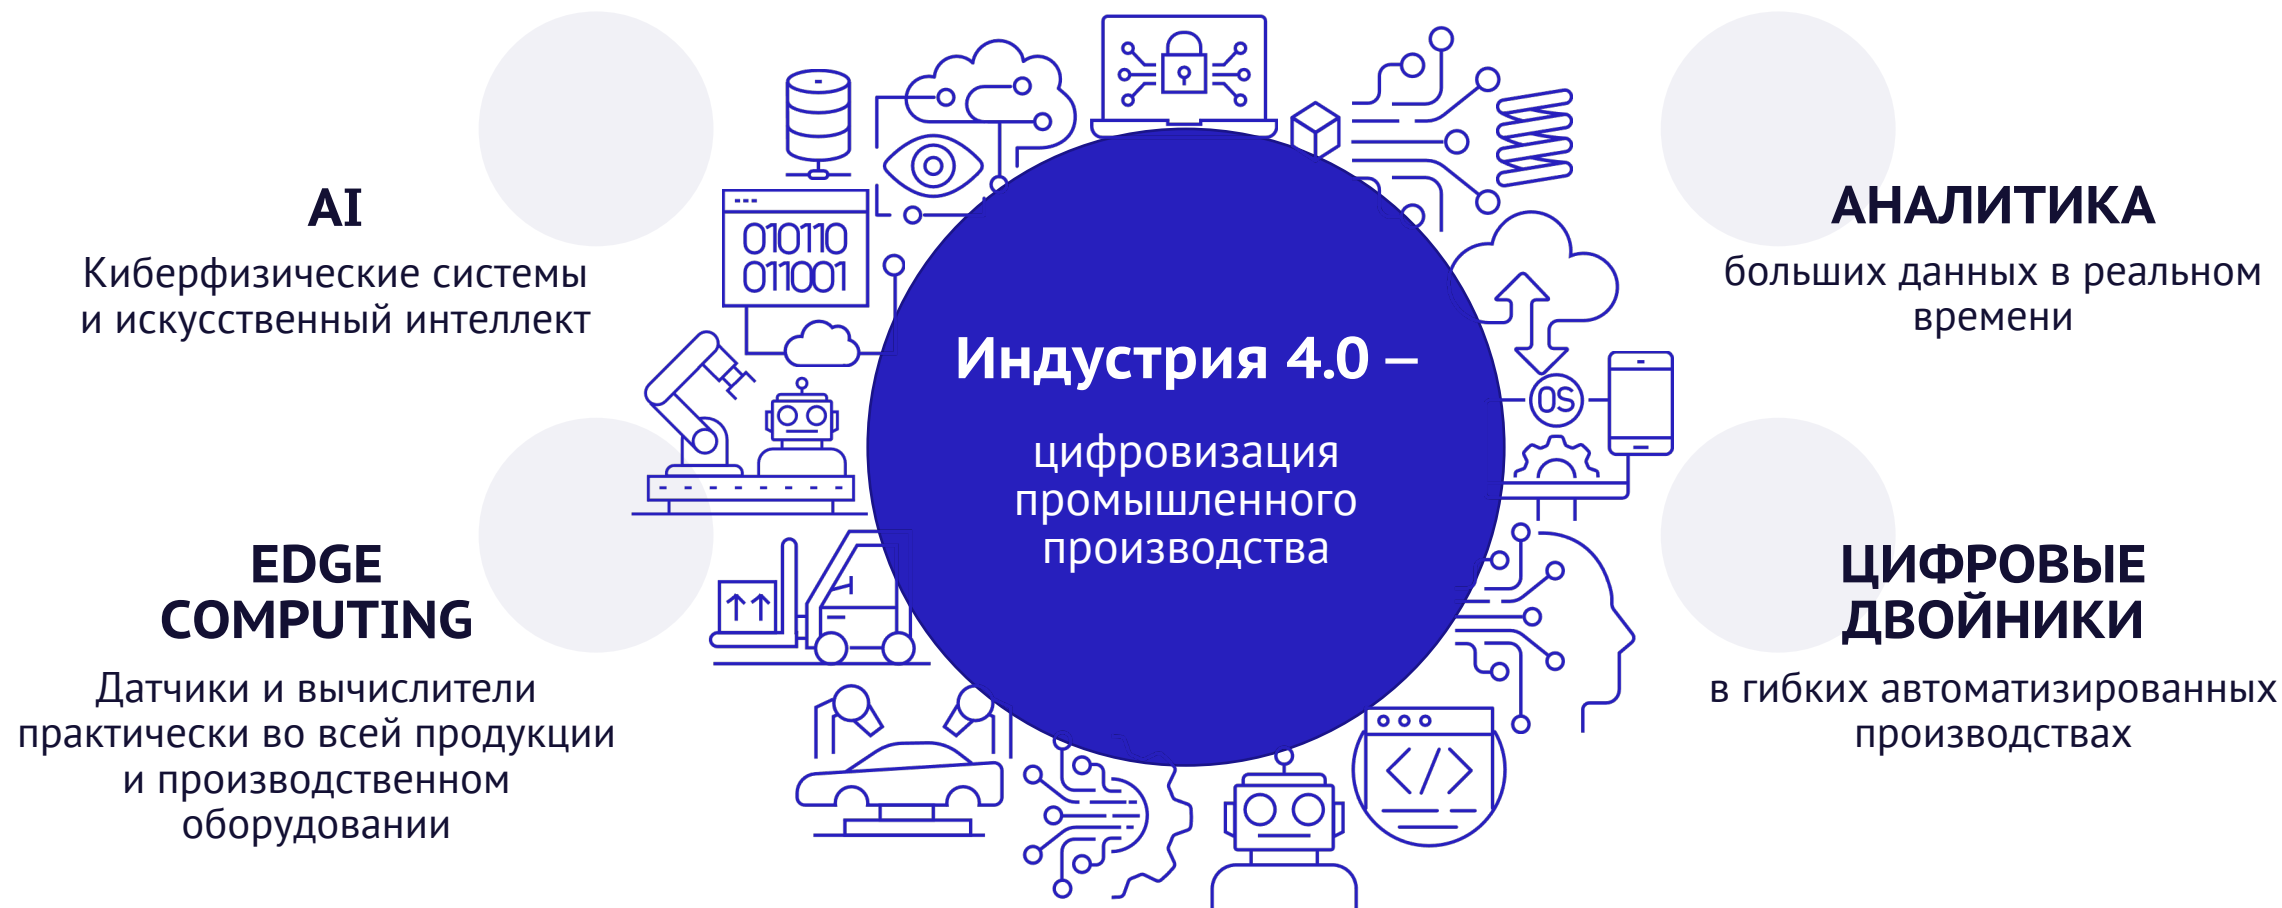 AI
Киберфизические системы
и искусственный интеллект
EDGE
COMPUTING
Датчики и вычислители
практически во всей продукции
и производственном
оборудовании
010110
011001
Индустрия 4.0 –
цифровизация
промышленного
производства
OS
</>
АНАЛИТИКА
больших данных в реальном
времени
ЦИФРОВЫЕ
ДВОЙНИКИ
в гибких автоматизированных
производствах